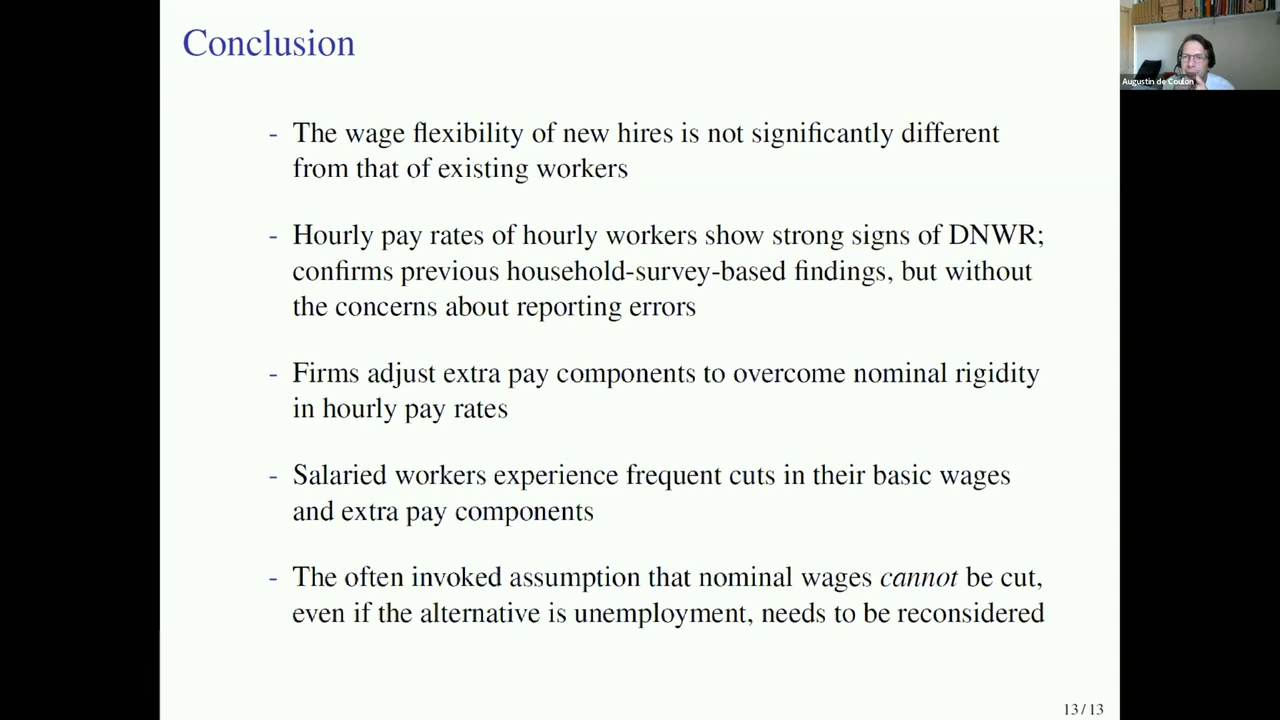 Conclusion
Augustin de Coulon
- The wage flexibility of new hires is not significantly different
from that of existing workers
- Hourly pay rates of hourly workers show strong signs of DNWR;
confirms previous household-survey-based findings, but without
the concerns about reporting errors
- Firms adjust extra pay components to overcome nominal rigidity
in hourly pay rates
- Salaried workers experience frequent cuts in their basic wages
and extra pay components
- The often invoked assumption that nominal wages cannot be cut,
even if the alternative is unemployment, needs to be reconsidered
13 / 13